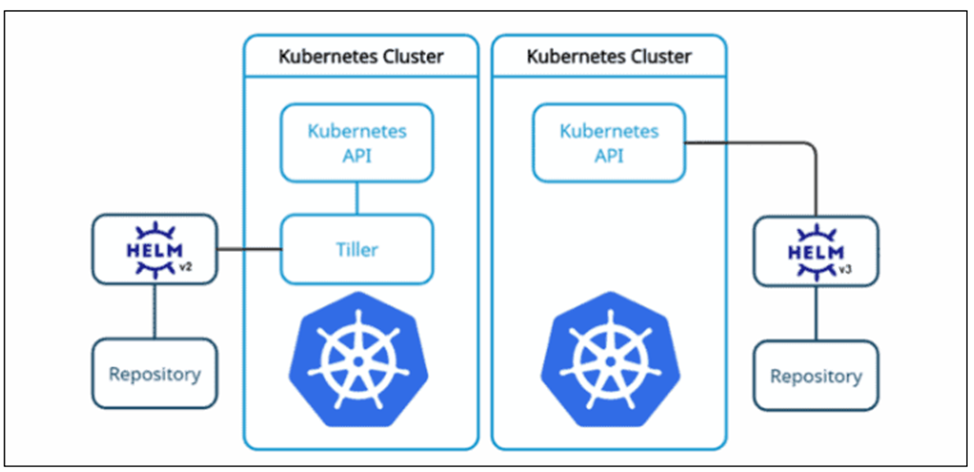 Kubernetes Cluster
Kubernetes
API
Tiller
HELM
v2
Repository
Kubernetes Cluster
Kubernetes
API
HELM
v3
Repository